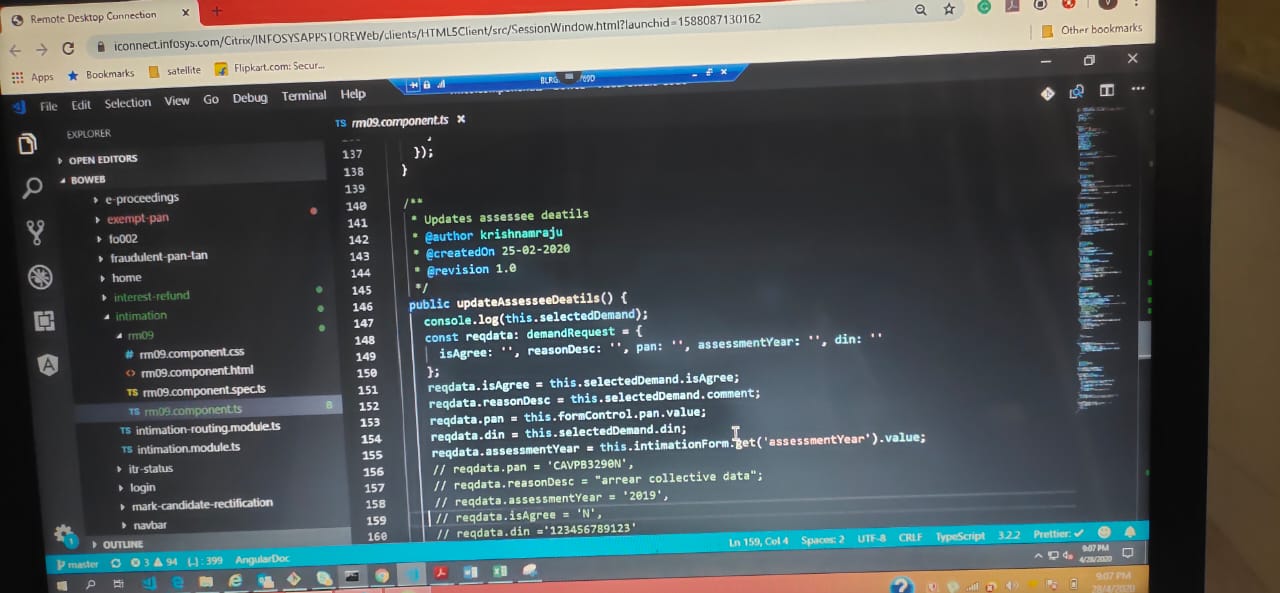 Remote Desktop Connection
iconnect.infosys.com/Citrix/INFOSYSAPPSTOREWeb/clients/HTML5Client/src/SessionWindow.html?launchid=1588087130162
Apps
Bookmarks
satellite
Flipkart.com: Secur...
Other bookmarks
File Edit Selection View Go Debug Terminal Help
EXPLORER
OPEN EDITORS
BOWEB
e-proceedings
exempt-pan
fo002
fraudulent-pan-tan
home
interest-refund
intimation
rm09
# rm09.component.css
<> rm09.component.html
TS rm09.component.spec.ts
TS rm09.component.ts 8
TS intimation-routing.module.ts
TS intimation.module.ts
itr-status
login
mark-candidate-rectification
navbar
OUTLINE
TS rm09.component.ts
137 });
138 }
139
140 /**
141 * Updates assessee deatils
142 * @author krishnamraju
143 * @createdOn 25-02-2020
144 * @revision 1.0
145 */
146 public updateAssesseeDeatils() {
147 console.log(this.selectedDemand);
148 const reqdata: demandRequest = {
149 isAgree: '', reasonDesc: '', pan: '', assessmentYear: '', din: ''
150 };
151 reqdata.isAgree = this.selectedDemand.isAgree;
152 reqdata.reasonDesc = this.selectedDemand.comment;
153 reqdata.pan = this.formControl.pan.value;
154 reqdata.din = this.selectedDemand.din;
155 reqdata.assessmentYear = this.intimationForm.get('assessmentYear').value;
156 // reqdata.pan = 'CAVPB3290N',
157 // reqdata.reasonDesc = "arrear collective data";
158 // reqdata.assessmentYear = '2019',
159 // reqdata.isAgree = 'N',
160 // reqdata.din ='123456789123'
1
master 3 94 {..}: 399 AngularDoc
Ln 159, Col 4 Spaces: 2 UTF-8 CRLF TypeScript 3.2.2 Prettier: ✓
9:07 PM
4/28/2020
9:07 PM
28/4/2020